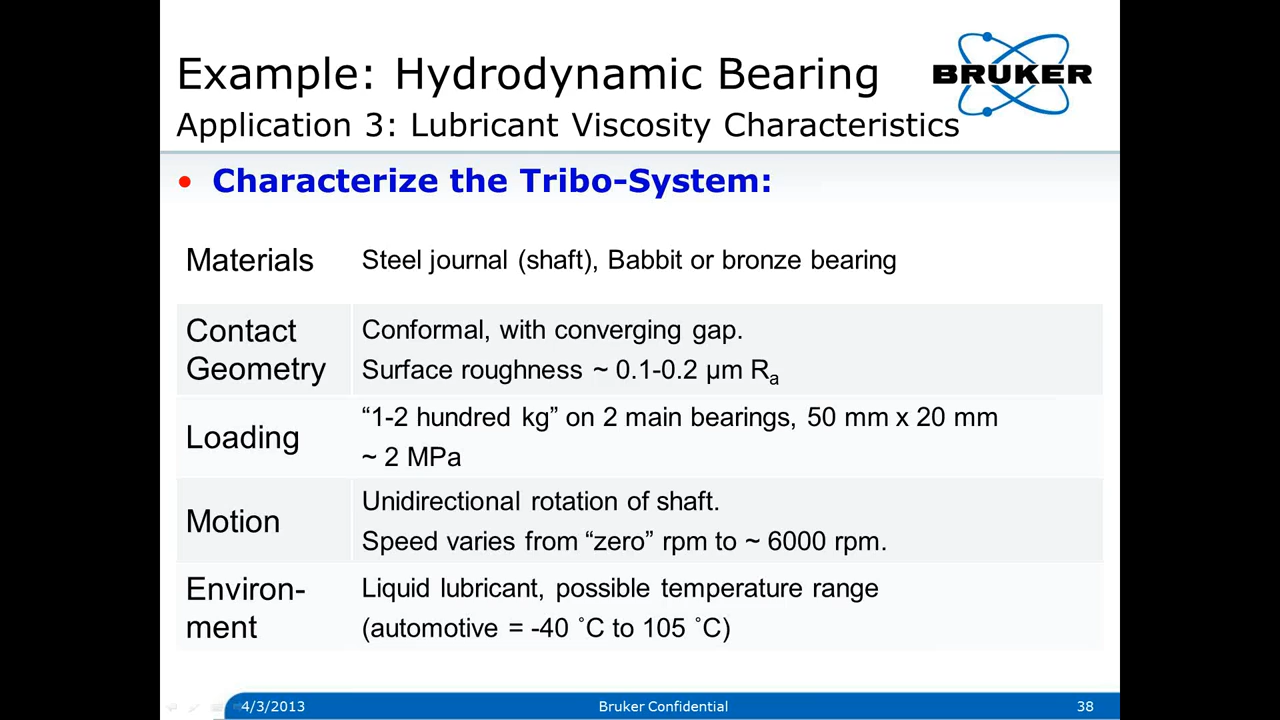 Example: Hydrodynamic Bearing
BRUKER
Application 3: Lubricant Viscosity Characteristics
• Characterize the Tribo-System:
Materials
Steel journal (shaft), Babbit or bronze bearing
Contact
Geometry
Conformal, with converging gap.
Surface roughness ~ 0.1-0.2 µm Ra
Loading
“1-2 hundred kg” on 2 main bearings, 50 mm x 20 mm
~ 2 MPa
Motion
Unidirectional rotation of shaft.
Speed varies from “zero” rpm to ~ 6000 rpm.
Environ-
ment
Liquid lubricant, possible temperature range
(automotive = -40 ˚C to 105 ˚C)
4/3/2013
Bruker Confidential
38